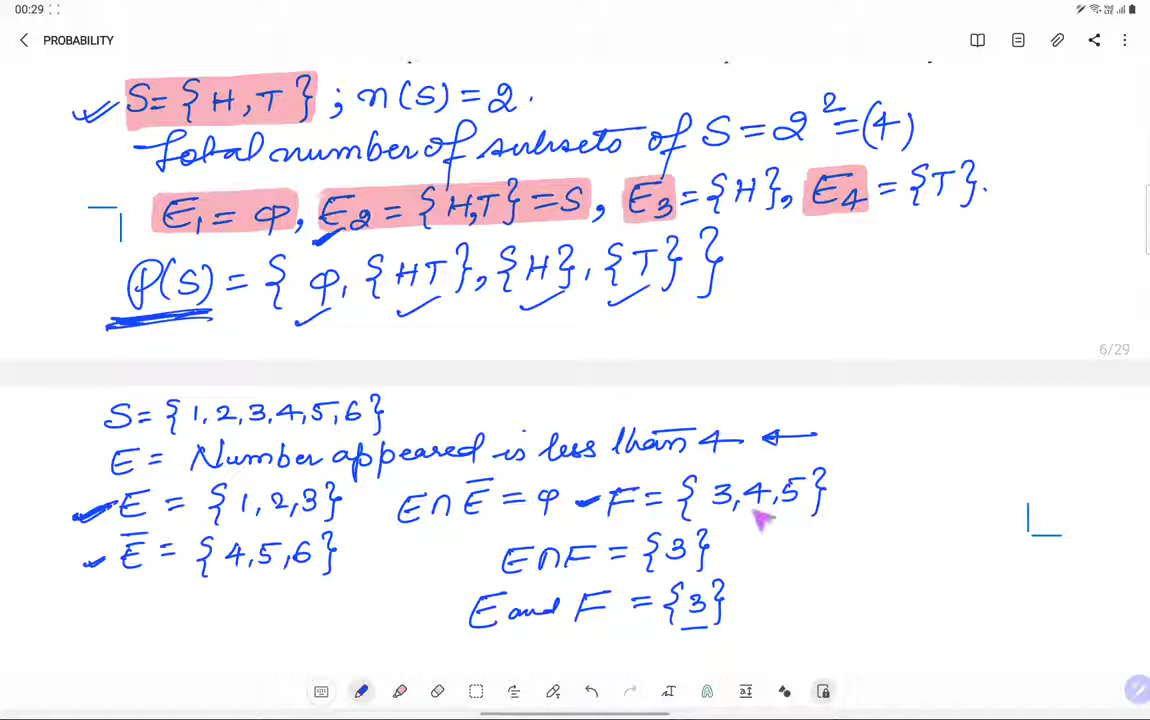 00:29
PROBABILITY
S = {H, T} ; n(S) = 2.
Total number of subsets of S = 2² = (4)
E₁ = φ, E₂ = {H,T} = S, E₃ = {H}, E₄ = {T}.
P(S) = { φ, {HT}, {H}, {T} }
6/29
S = {1,2,3,4,5,6}
E = Number appeared is less than 4 ←
E = {1,2,3} E∩E̅ = φ F = {3,4,5}
E̅ = {4,5,6} E∩F = {3}
E and F = {3}